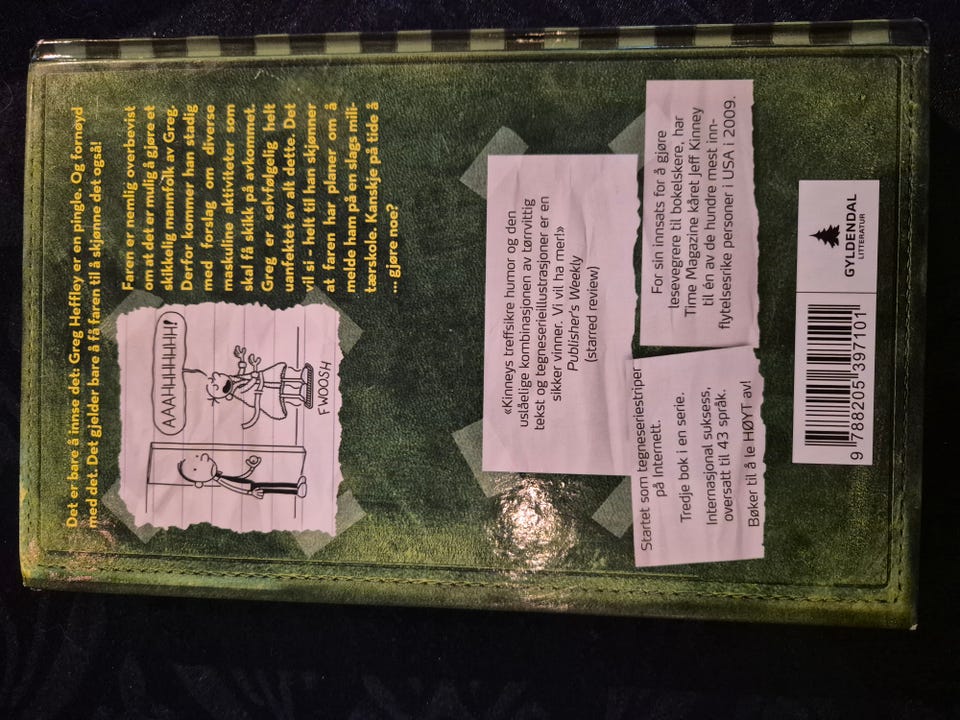 Det er bare å innse det: Greg Heffley er en pingle. Og fornøyd
med det. Det gjelder bare å få faren til å skjønne det også!
AAAHHHHHHH!
FWOOSH
Faren er nemlig overbevist
om at det er mulig å gjøre et
skikkelig mannfolk av Greg.
Derfor kommer han stadig
med forslag om diverse
maskuline aktiviteter som
skal få skikk på avkommet.
Greg er selvfølgelig helt
uanfektet av alt dette. Det
vil si - helt til han skjønner
at faren har planer om å
melde ham på en slags mili-
tærskole. Kanskje på tide å
... gjøre noe?
«Kinneys treffsikre humor og den
uslåelige kombinasjonen av tørrvittig
tekst og tegneserieillustrasjoner er en
sikker vinner. Vi vil ha mer!»
Publisher's Weekly
(starred review)
Startet som tegneseriestriper
på Internett.
Tredje bok i en serie.
Internasjonal suksess,
oversatt til 43 språk.
Bøker til å le HØYT av!
For sin innsats for å gjøre
lesevegrere til bokelskere, har
Time Magazine kåret Jeff Kinney
til én av de hundre mest inn-
flytelsesrike personer i USA i 2009.
9 788205 397101
GYLDENDAL
LITTERATUR